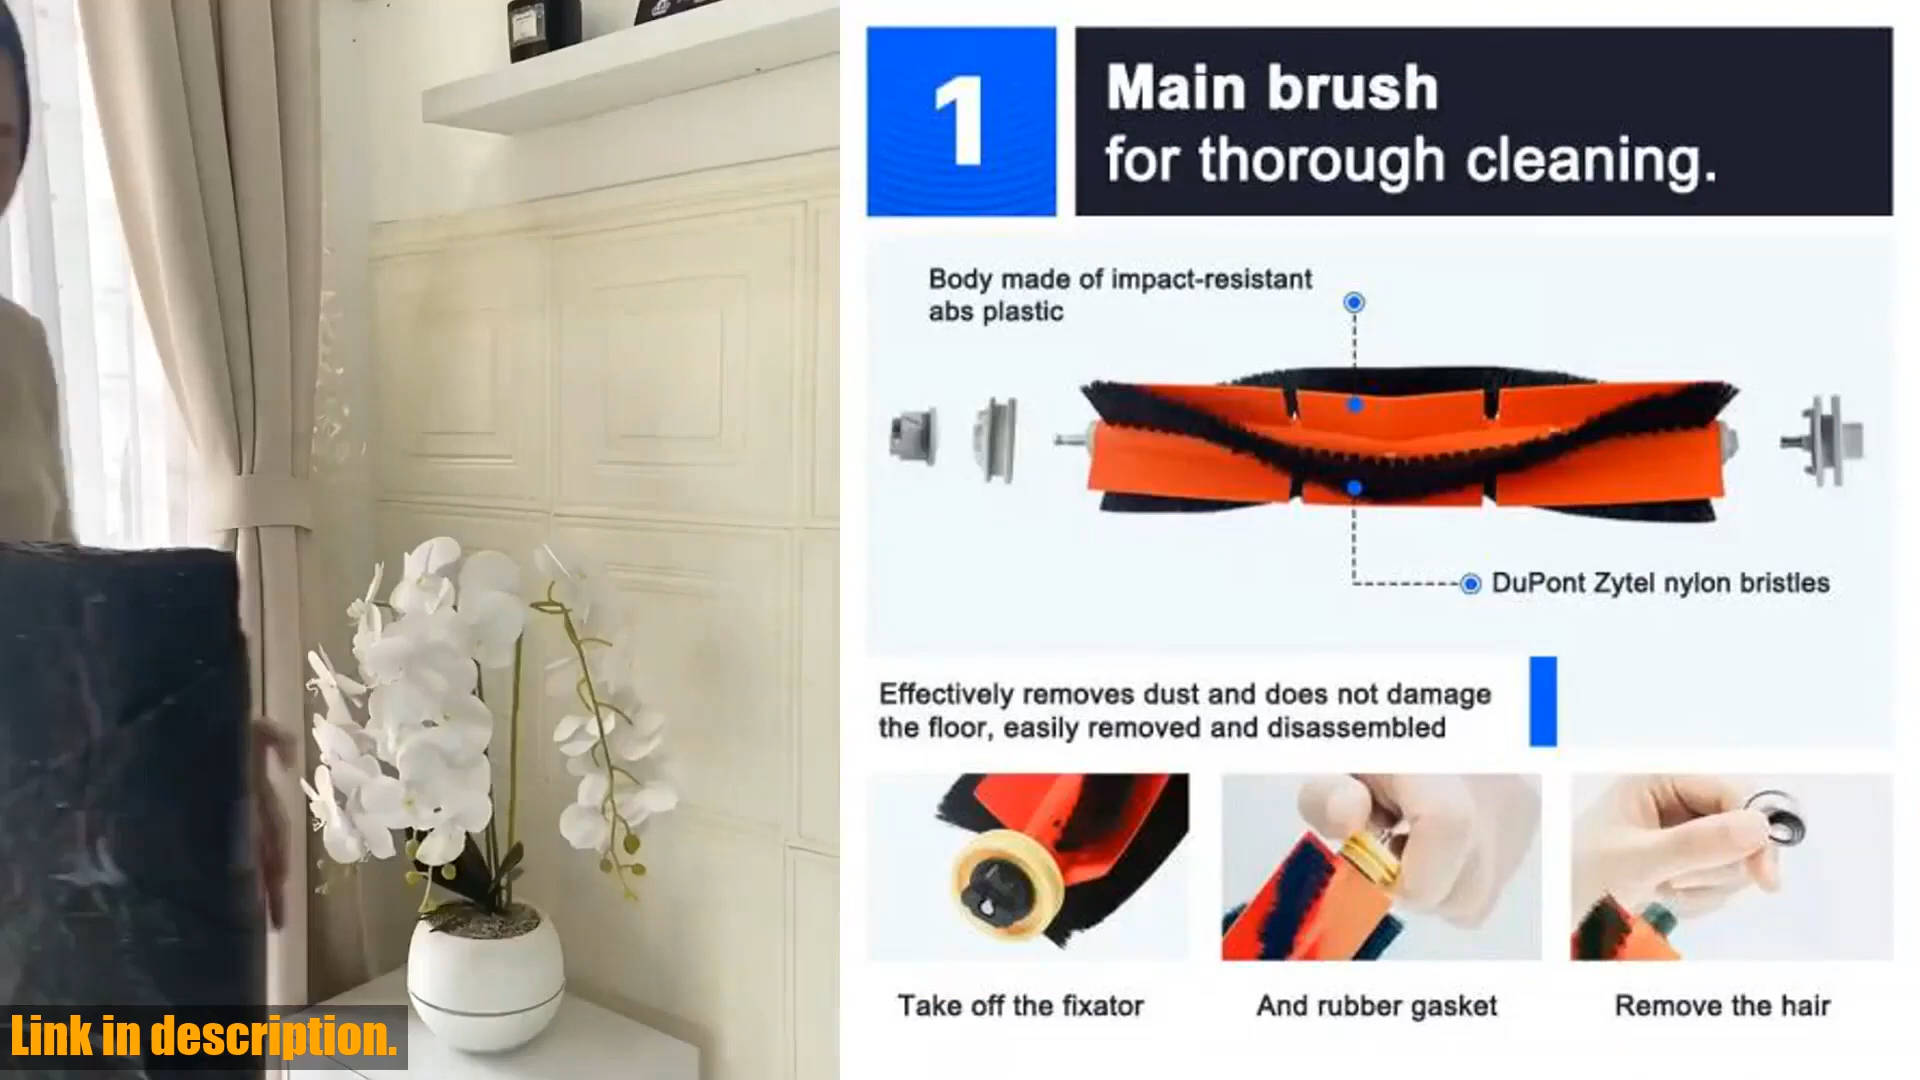 1
Main brush
for thorough cleaning.
Body made of impact-resistant
abs plastic
DuPont Zytel nylon bristles
Effectively removes dust and does not damage
the floor, easily removed and disassembled
Take off the fixator
And rubber gasket
Remove the hair
Link in description.